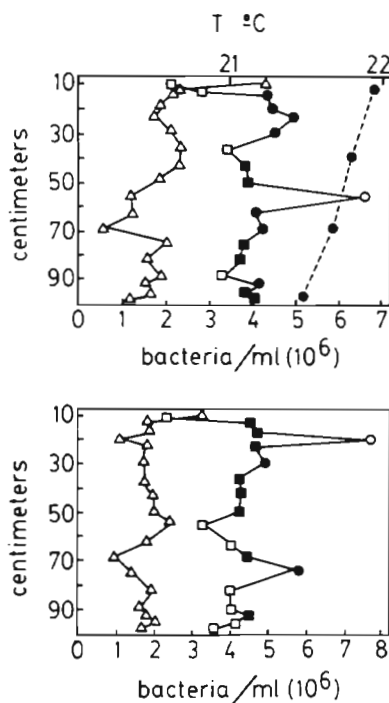 T ºC
21 22
10
30
50
70
90
centimeters
0 1 2 3 4 5 6 7
bacteria/ml (10⁶)
10
30
50
70
90
centimeters
0 1 2 3 4 5 6 7 8
bacteria/ml (10⁶)